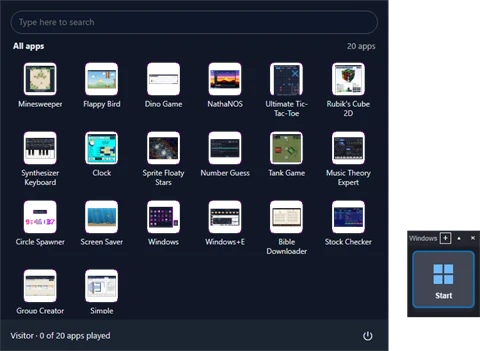 Type here to search
All apps
20 apps
Minesweeper
Flappy Bird
Dino Game
NathaNOS
Ultimate Tic-
Tac-Toe
Rubik's Cube
2D
Synthesizer
Keyboard
Clock
Sprite Floaty
Stars
Number Guess
Tank Game
Music Theory
Expert
Circle Spawner
Screen Saver
Windows
Windows+E
Bible
Downloader
Stock Checker
Group Creator
Simple
Visitor · 0 of 20 apps played
Windows
Start